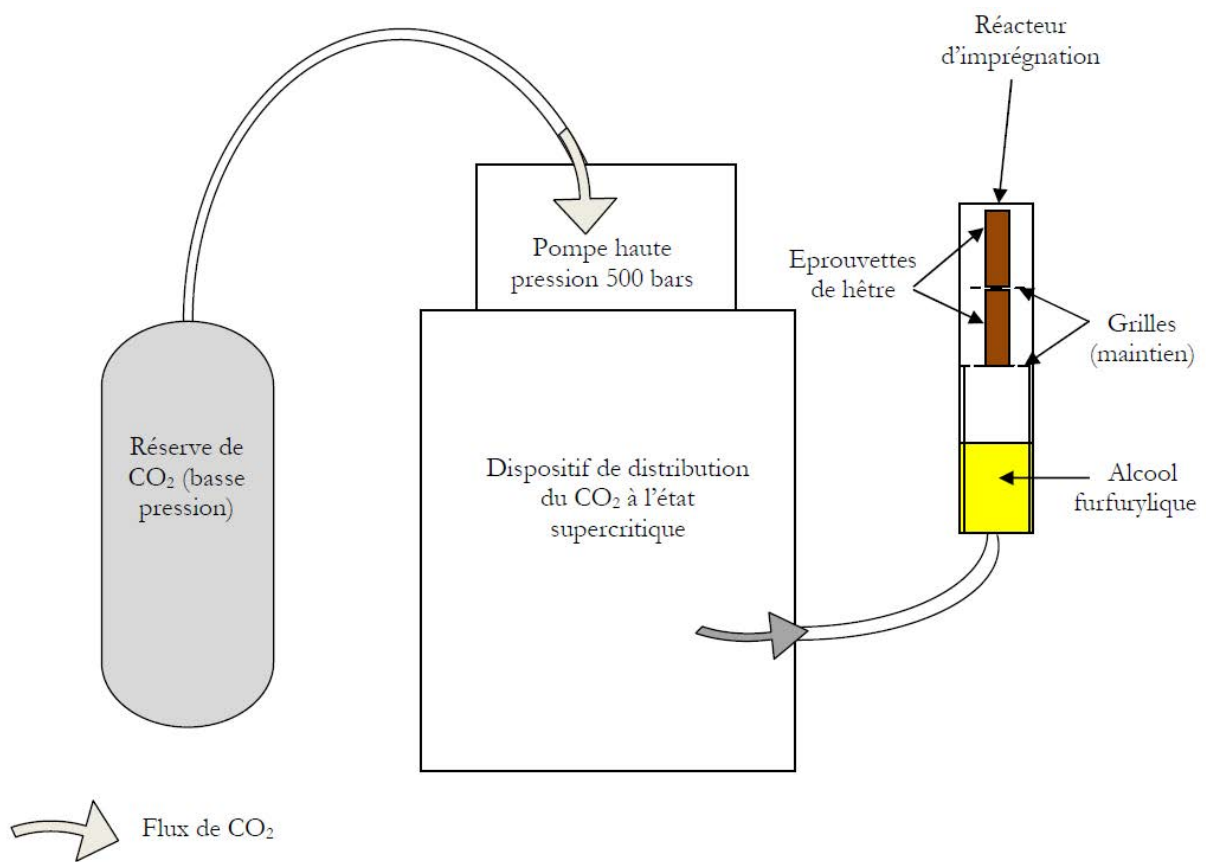 Réacteur
d'imprégnation
Pompe haute
pression 500 bars
Eprouvettes
de hêtre
Grilles
(maintien)
Réserve de
CO₂ (basse
pression)
Dispositif de distribution
du CO₂ à l'état
supercritique
Alcool
furfurylique
Flux de CO₂